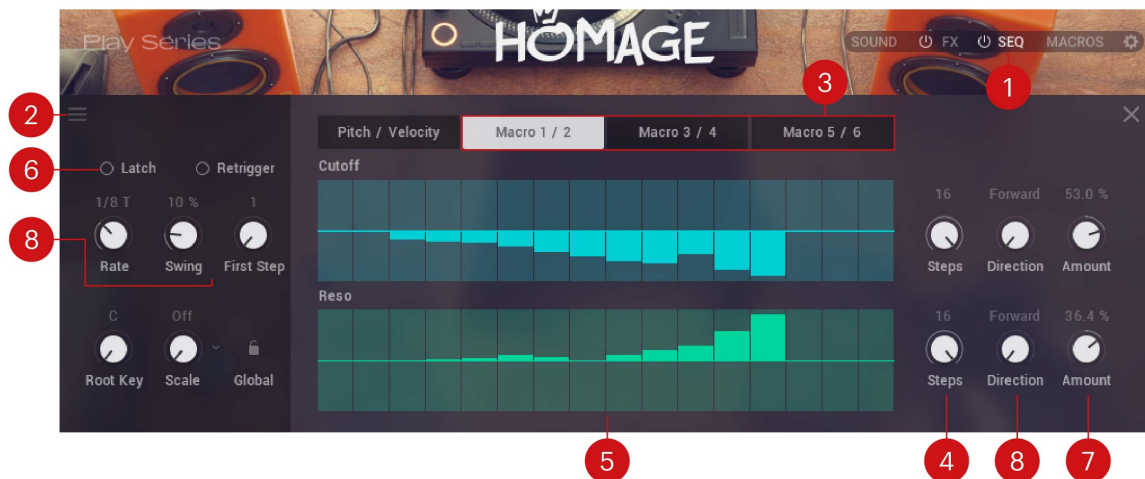 Play Series
HOMAGE
SOUND FX SEQ MACROS
1
3
2
Pitch / Velocity Macro 1 / 2 Macro 3 / 4 Macro 5 / 6
6
Latch Retrigger
Cutoff
1/8 T 10 % 1
16 Forward 53.0 %
8
Rate Swing First Step
Steps Direction Amount
Reso
C Off
16 Forward 36.4 %
Root Key Scale Global
Steps Direction Amount
5
4 8 7